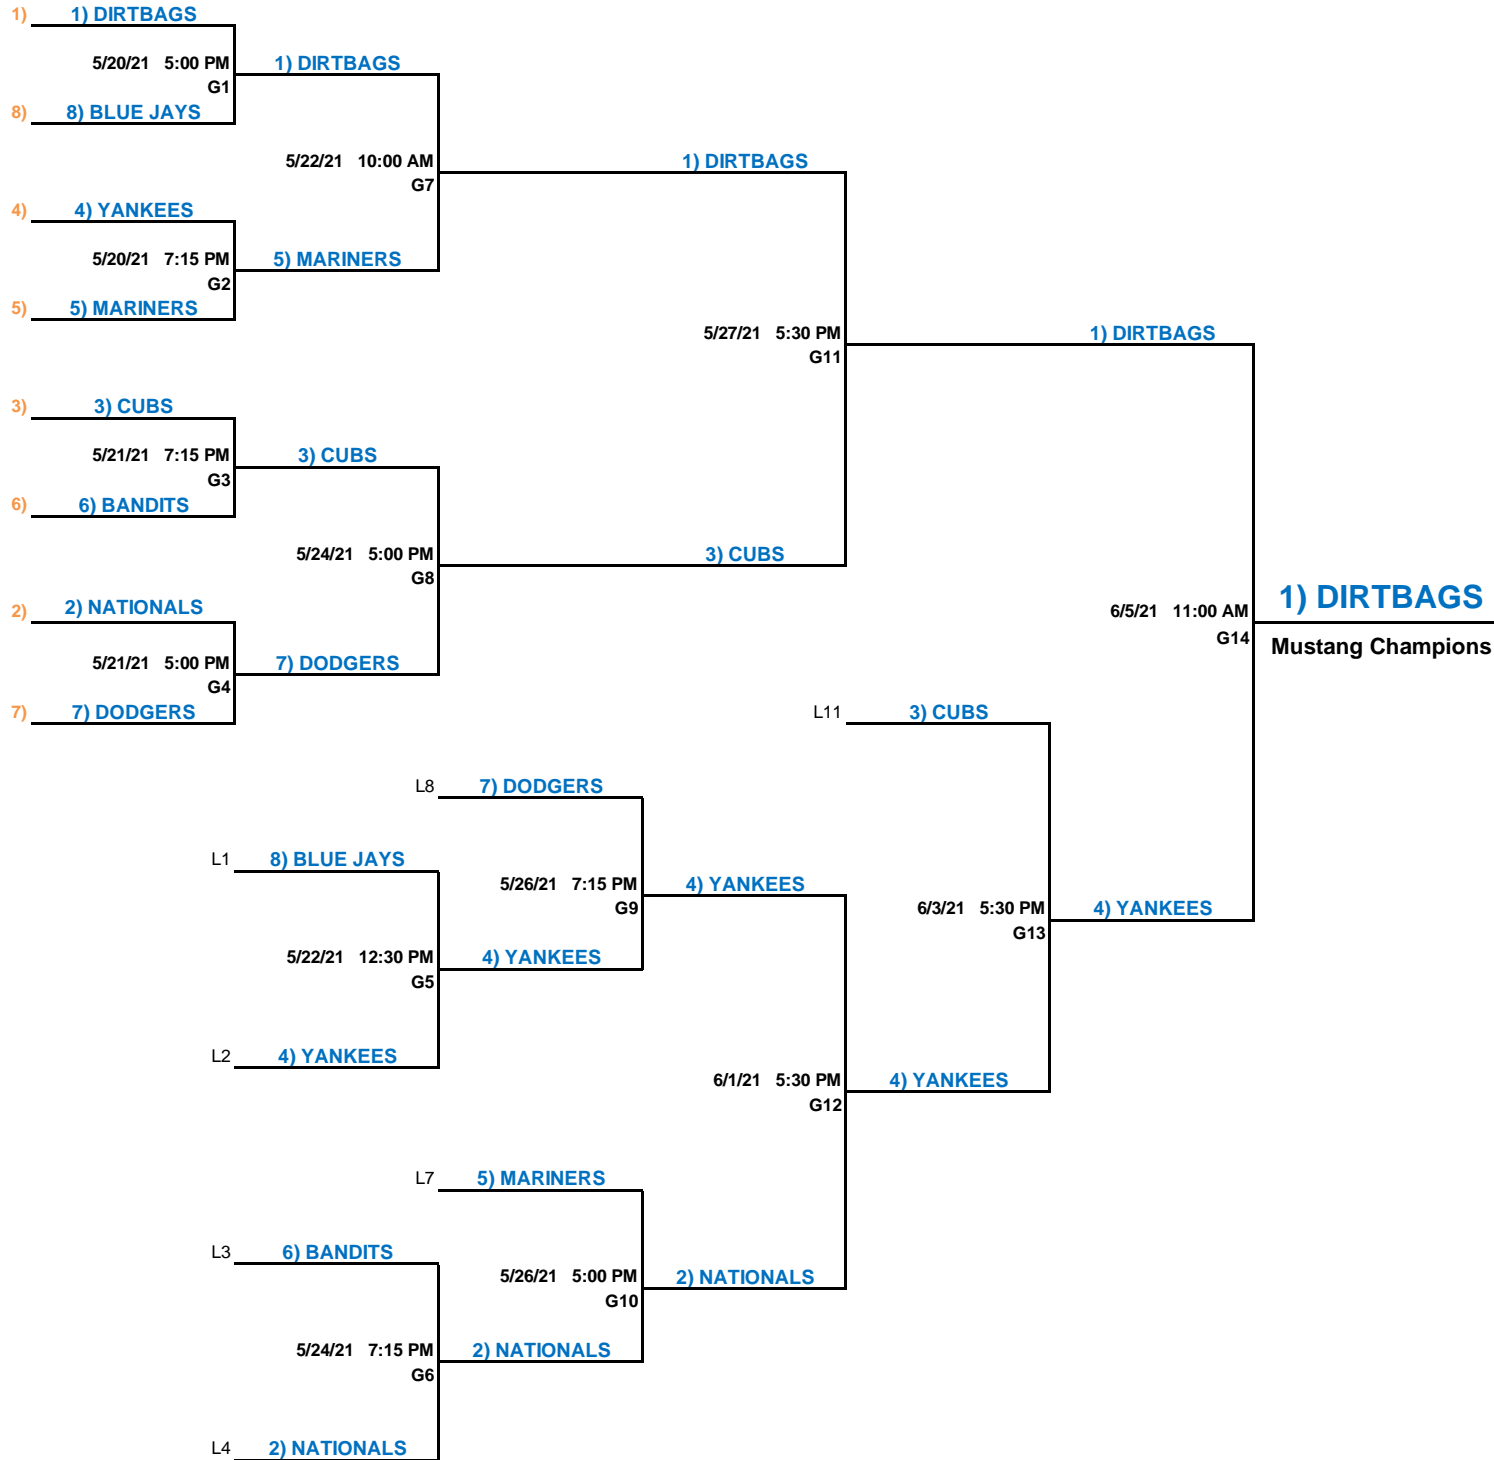 1) 1) DIRTBAGS
5/20/21 5:00 PM 1) DIRTBAGS
G1
8) 8) BLUE JAYS
5/22/21 10:00 AM 1) DIRTBAGS
G7
4) 4) YANKEES
5/20/21 7:15 PM 5) MARINERS
G2
5) 5) MARINERS
5/27/21 5:30 PM 1) DIRTBAGS
G11
3) 3) CUBS
5/21/21 7:15 PM 3) CUBS
G3
6) 6) BANDITS
5/24/21 5:00 PM 3) CUBS
G8
2) 2) NATIONALS
6/5/21 11:00 AM 1) DIRTBAGS
G14 Mustang Champions
5/21/21 5:00 PM 7) DODGERS
G4
7) 7) DODGERS
L11 3) CUBS
L8 7) DODGERS
L1 8) BLUE JAYS
5/26/21 7:15 PM 4) YANKEES
G9
6/3/21 5:30 PM 4) YANKEES
G13
5/22/21 12:30 PM 4) YANKEES
G5
L2 4) YANKEES
6/1/21 5:30 PM 4) YANKEES
G12
L7 5) MARINERS
L3 6) BANDITS
5/26/21 5:00 PM 2) NATIONALS
G10
5/24/21 7:15 PM 2) NATIONALS
G6
L4 2) NATIONALS